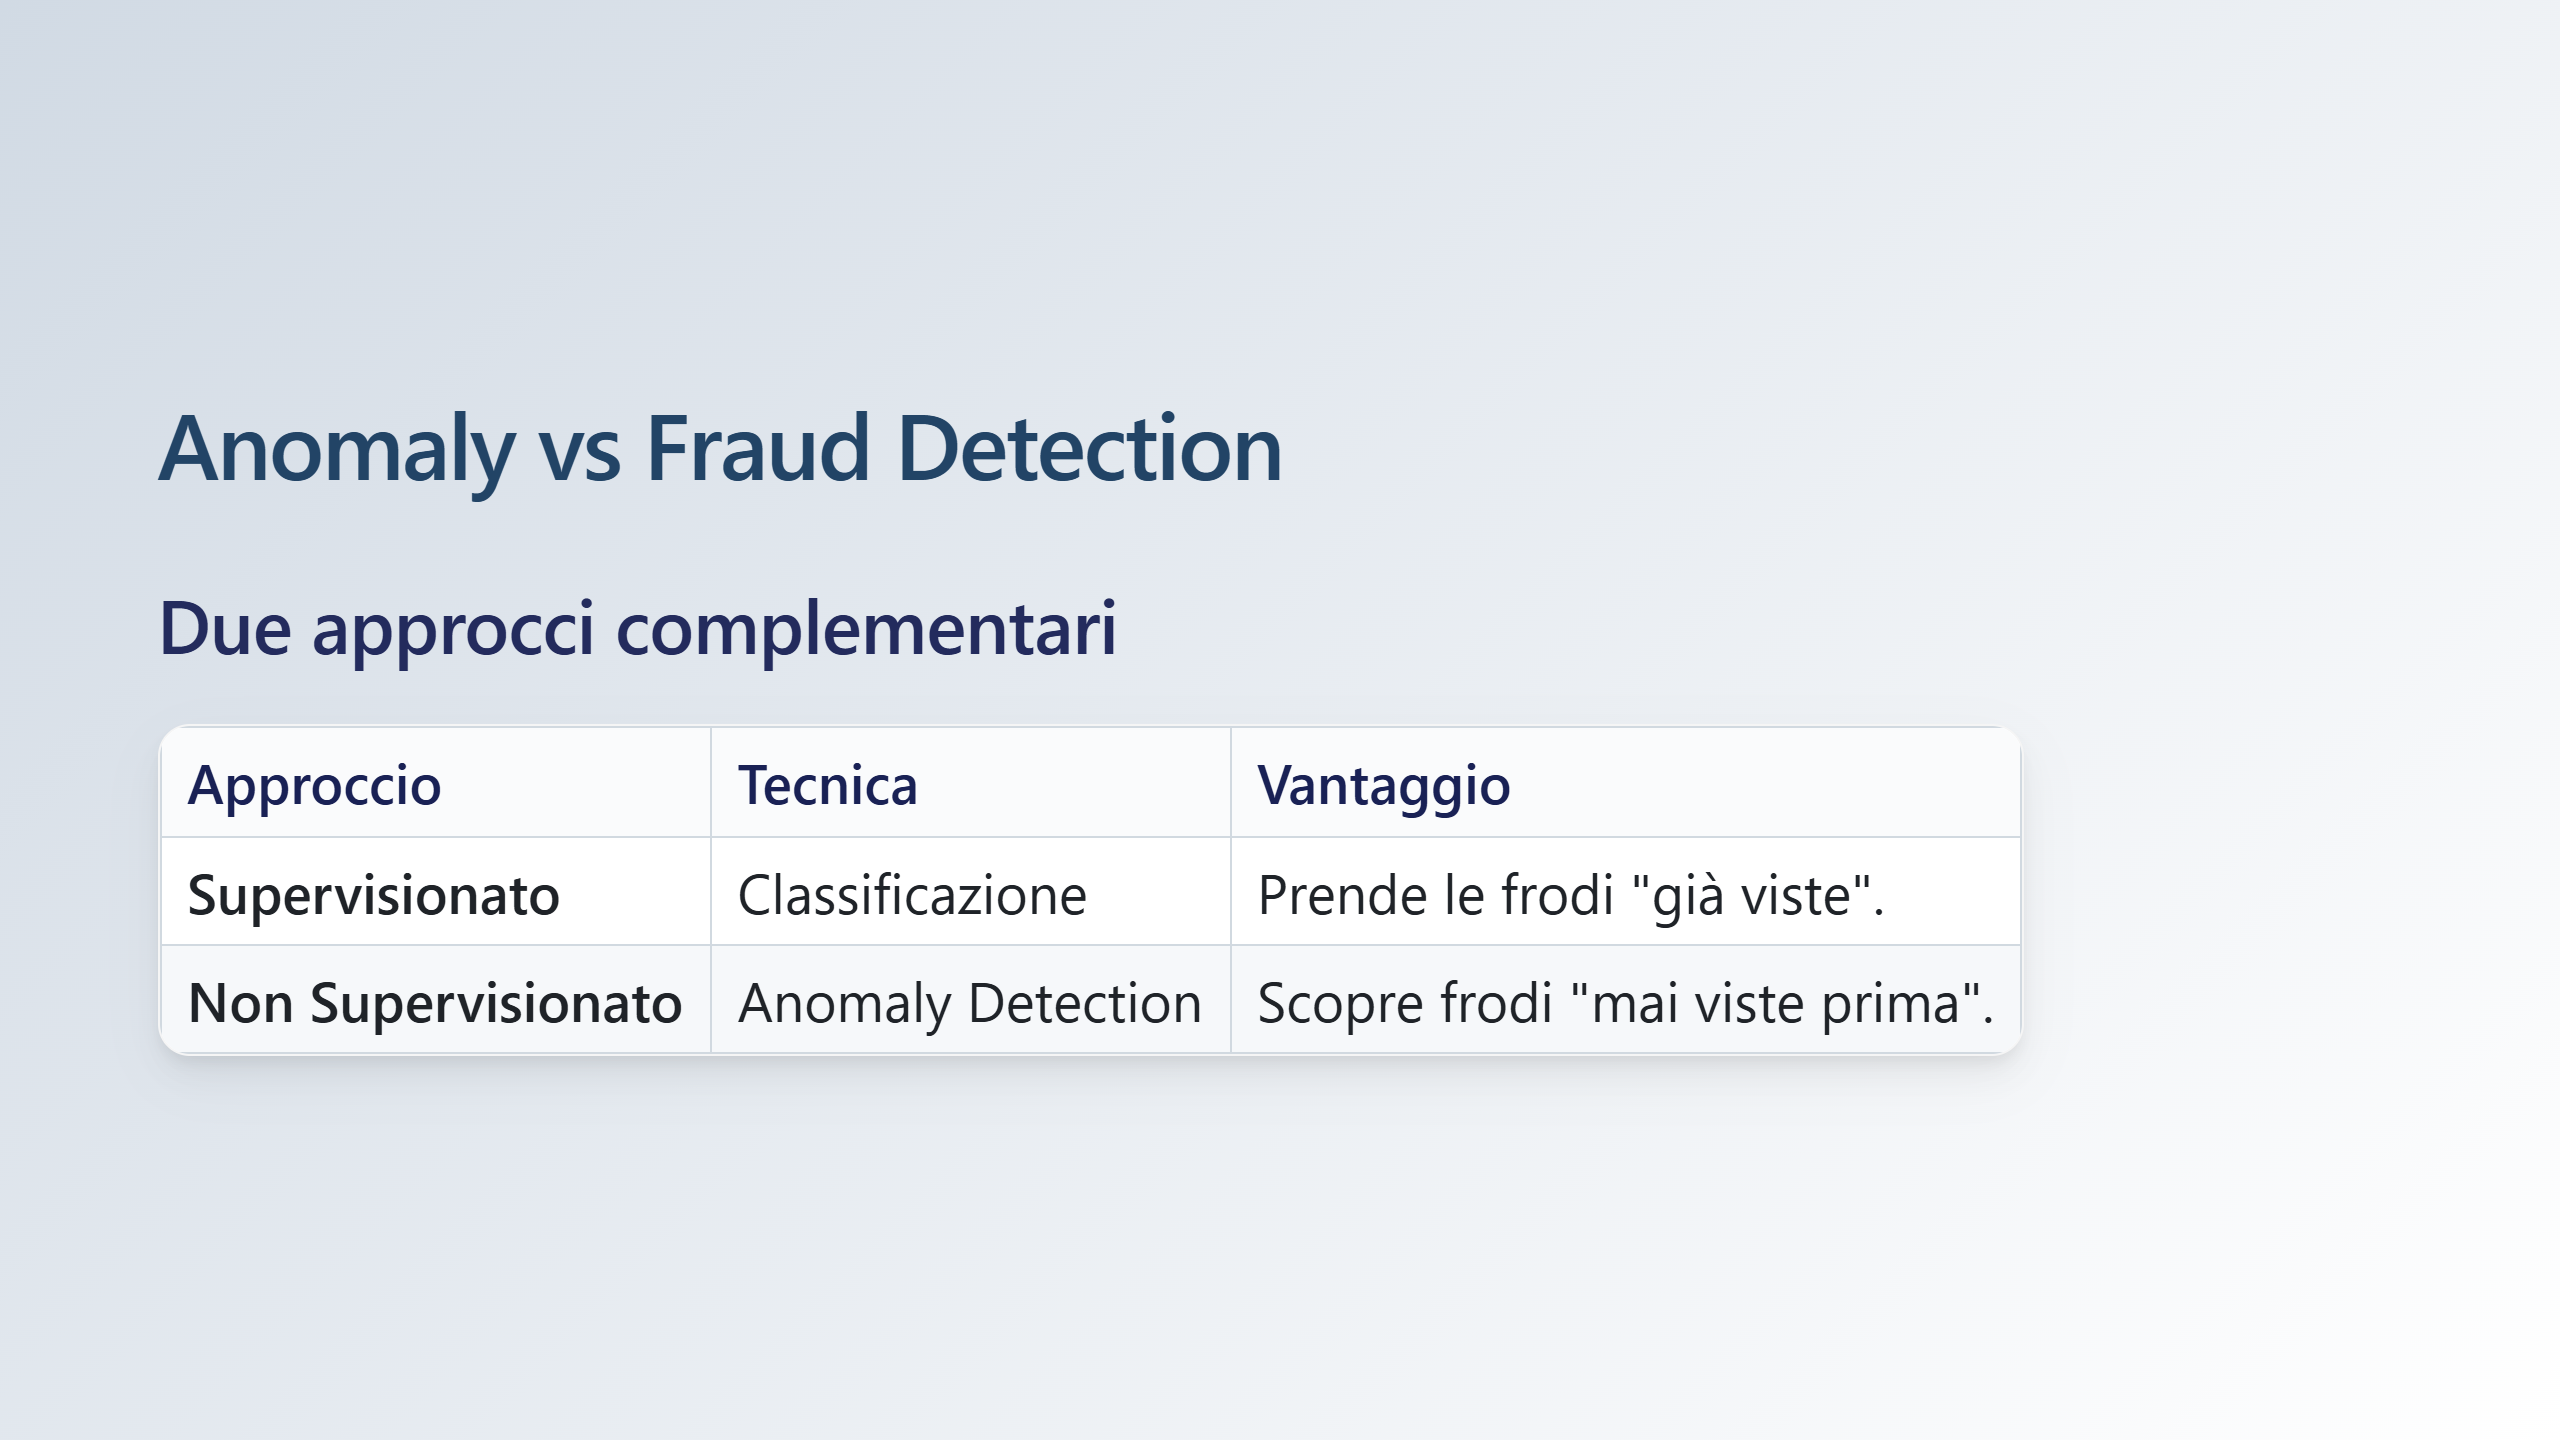 Anomaly vs Fraud Detection
Due approcci complementari
Approccio Tecnica Vantaggio
Supervisionato Classificazione Prende le frodi "già viste".
Non Supervisionato Anomaly Detection Scopre frodi "mai viste prima".